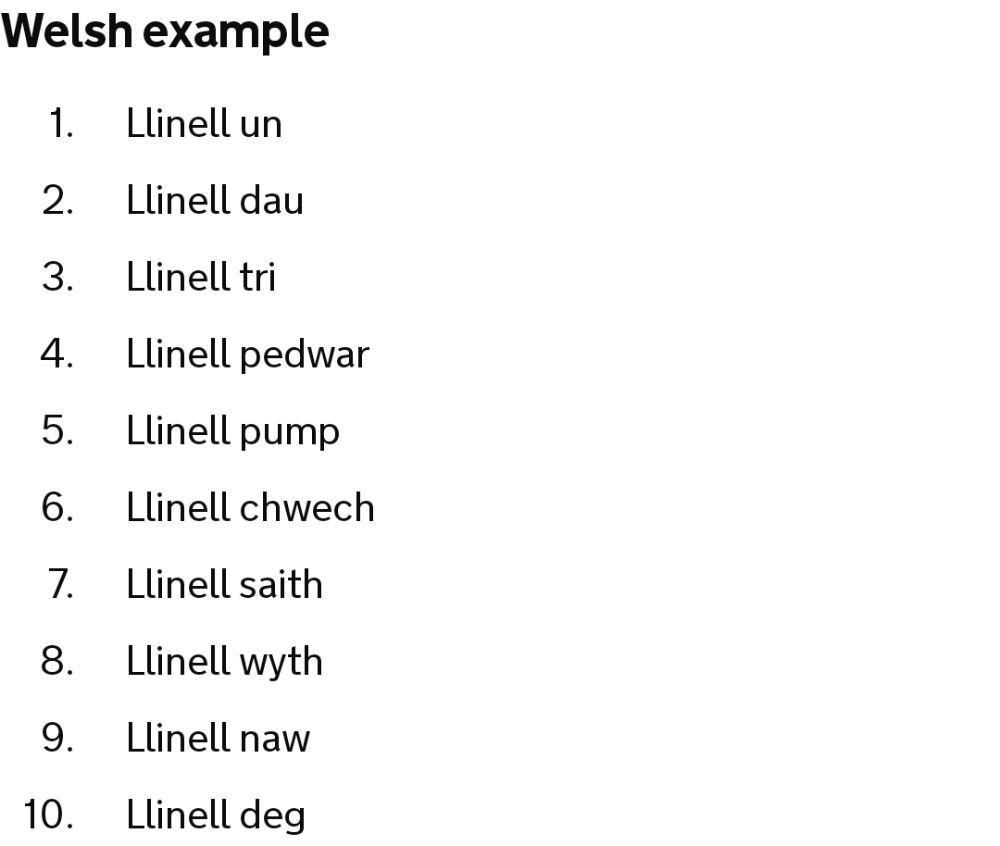 Welsh example
1. Llinell un
2. Llinell dau
3. Llinell tri
4. Llinell pedwar
5. Llinell pump
6. Llinell chwech
7. Llinell saith
8. Llinell wyth
9. Llinell naw
10. Llinell deg